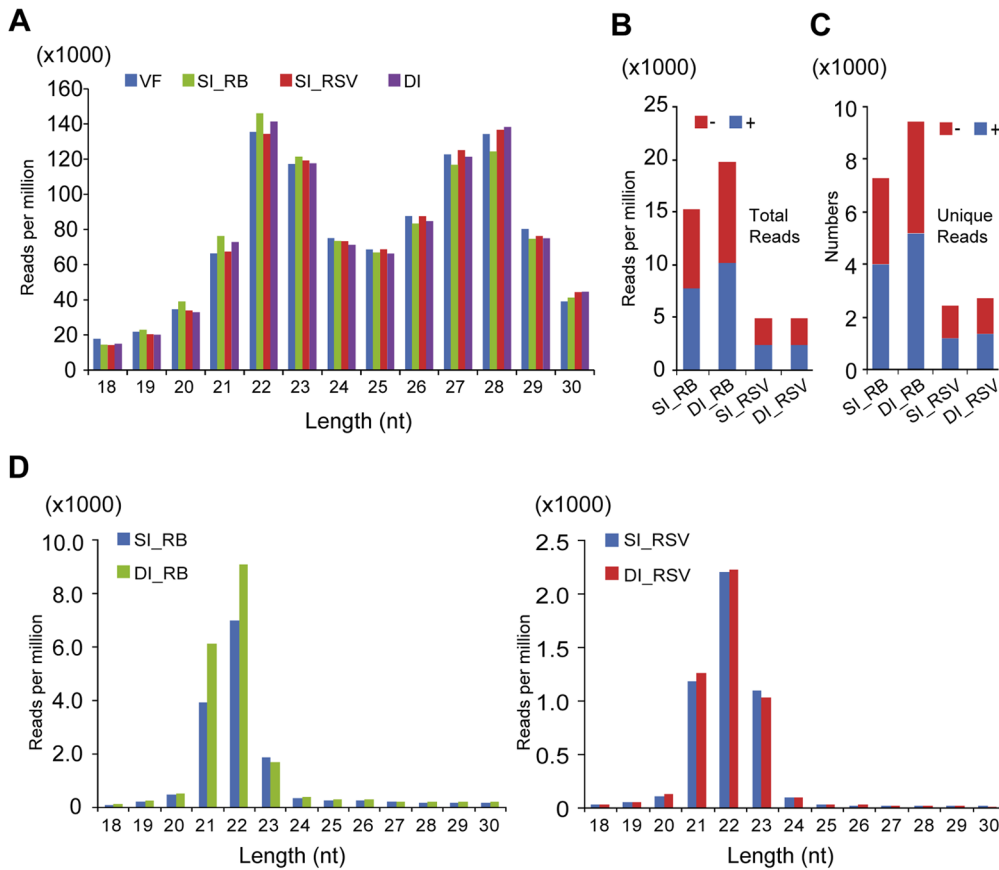 A
(x1000)
VF SI_RB SI_RSV DI
160
140
120
100
80
60
40
20
0
Reads per million
18 19 20 21 22 23 24 25 26 27 28 29 30
Length (nt)
B
(x1000)
- +
25
20
15
10
5
0
Reads per million
Total
Reads
SI_RB DI_RB SI_RSV DI_RSV
C
(x1000)
- +
10
8
6
4
2
0
Numbers
Unique
Reads
SI_RB DI_RB SI_RSV DI_RSV
D
(x1000)
SI_RB
DI_RB
10.0
8.0
6.0
4.0
2.0
0
Reads per million
18 19 20 21 22 23 24 25 26 27 28 29 30
Length (nt)
(x1000)
SI_RSV
DI_RSV
2.5
2.0
1.5
1.0
0.5
0
Reads per million
18 19 20 21 22 23 24 25 26 27 28 29 30
Length (nt)